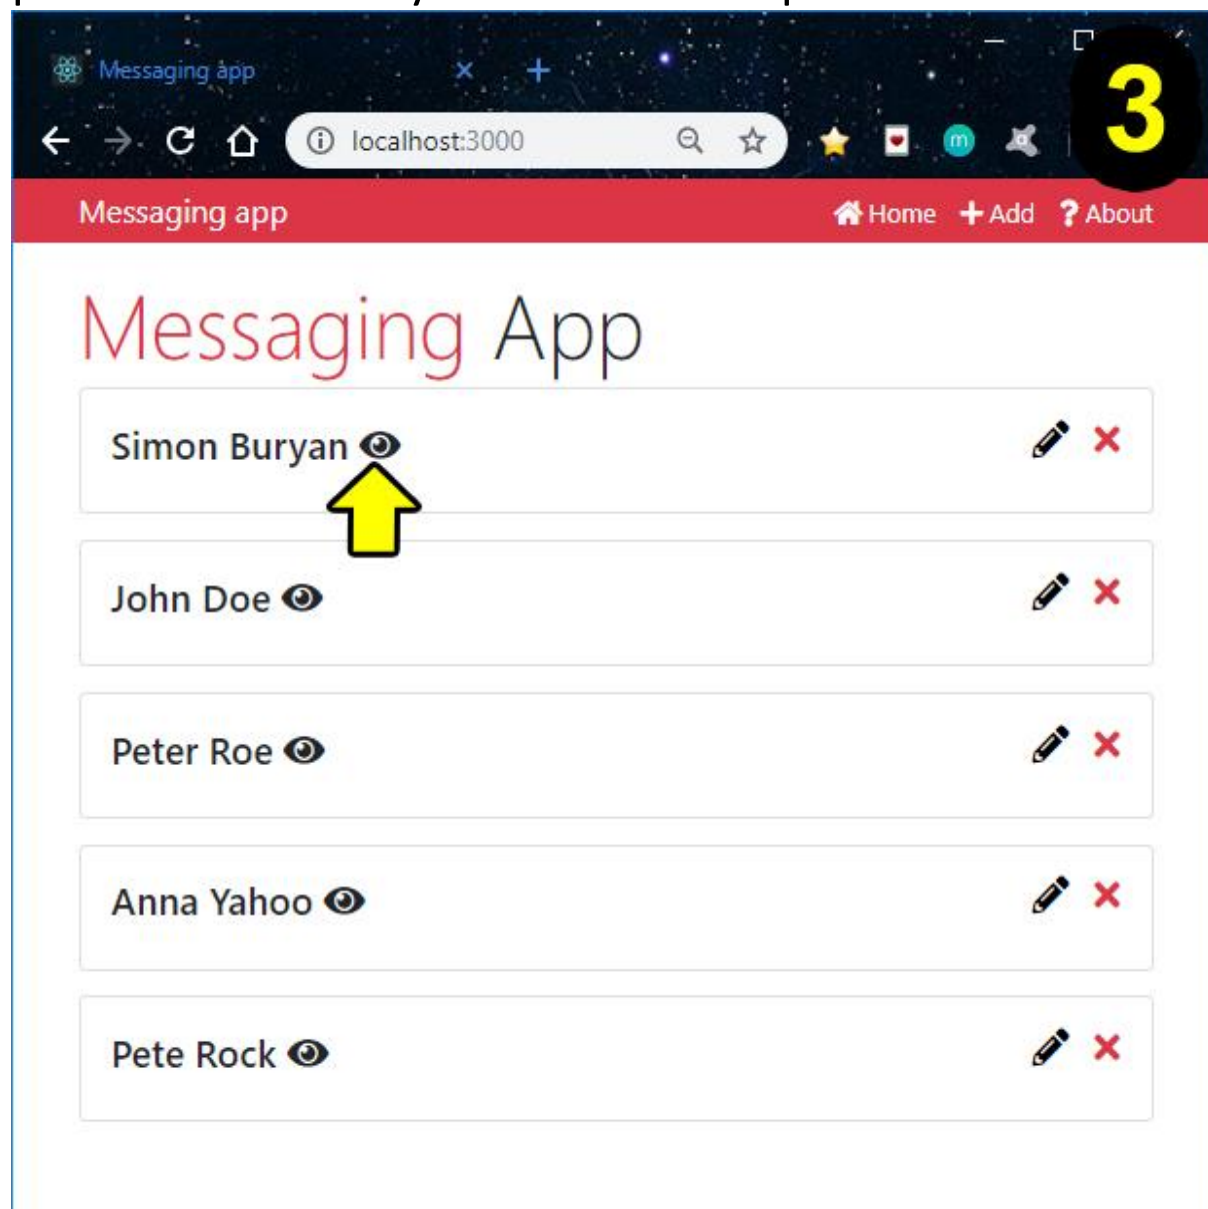 Messaging app
3
localhost:3000
Messaging app Home Add About
Messaging App
Simon Buryan
John Doe
Peter Roe
Anna Yahoo
Pete Rock